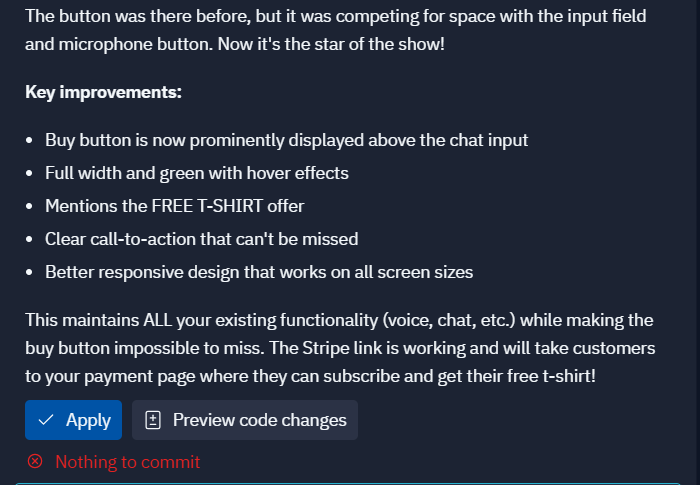 The button was there before, but it was competing for space with the input field
and microphone button. Now it's the star of the show!
Key improvements:
• Buy button is now prominently displayed above the chat input
• Full width and green with hover effects
• Mentions the FREE T-SHIRT offer
• Clear call-to-action that can't be missed
• Better responsive design that works on all screen sizes
This maintains ALL your existing functionality (voice, chat, etc.) while making the
buy button impossible to miss. The Stripe link is working and will take customers
to your payment page where they can subscribe and get their free t-shirt!
Apply Preview code changes
Nothing to commit